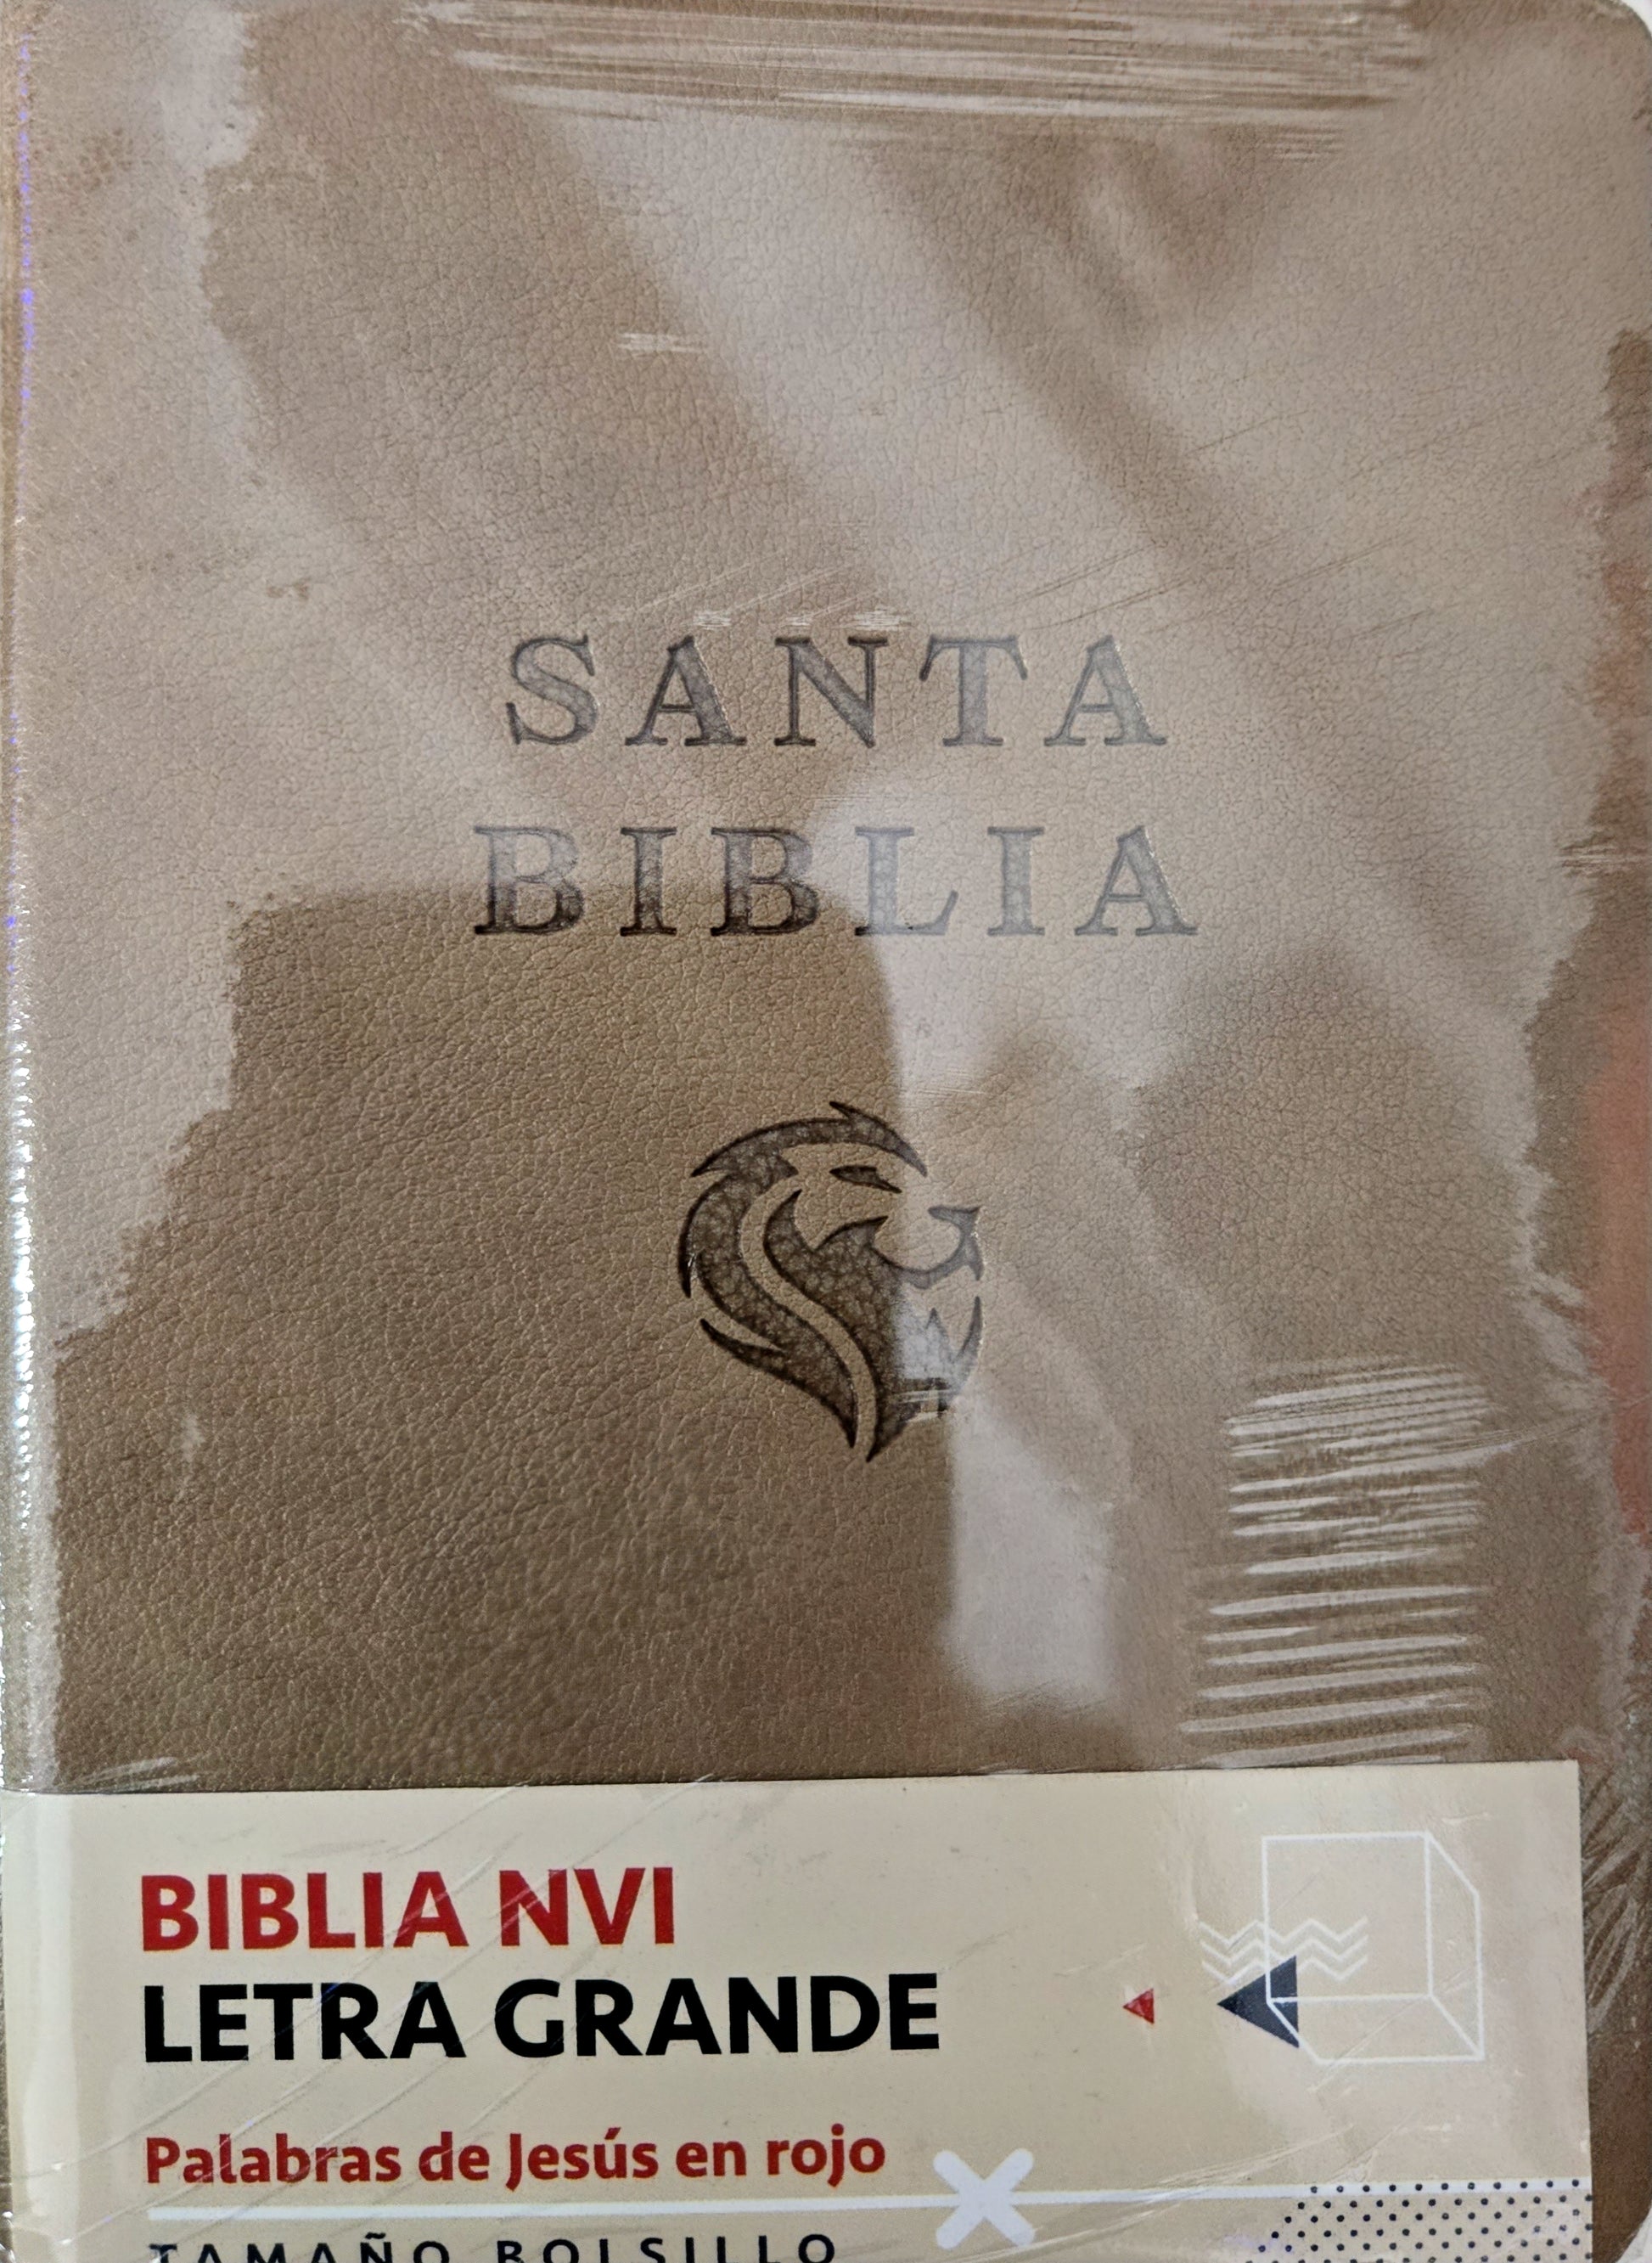 SANTA
BIBLIA
BIBLIA NVI
LETRA GRANDE
Palabras de Jesús en rojo
TAMAÑO BOLSILLO